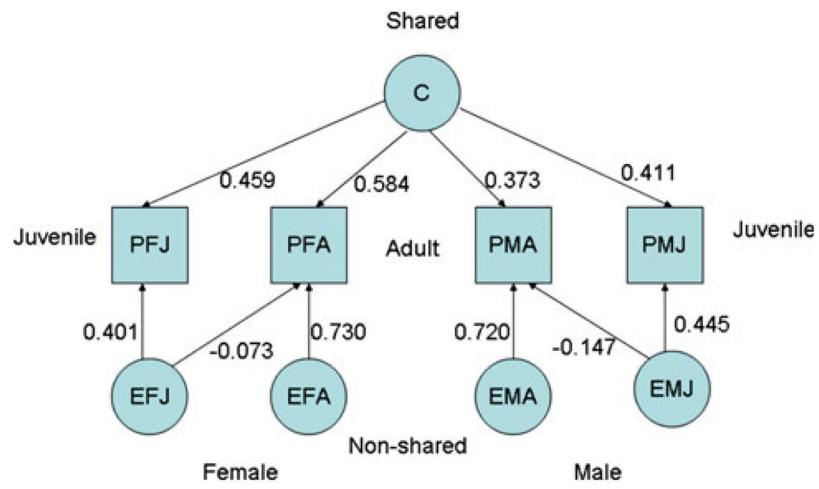 Shared
C
0.459
0.584
0.373
0.411
Juvenile
PFJ
PFA
Adult
PMA
PMJ
Juvenile
0.401
-0.073
0.730
0.720
-0.147
0.445
EFJ
EFA
EMA
EMJ
Non-shared
Female
Male